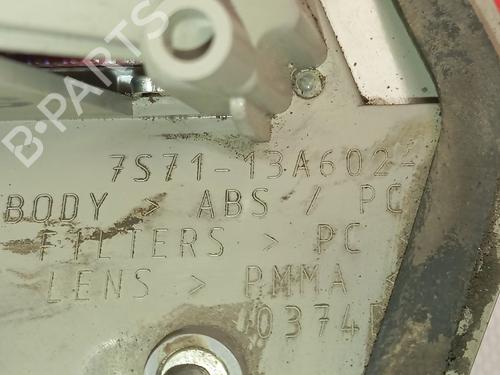 B-PARTS
7S71-13A602-
BODY > ABS / PC
FILTERS > PC
LENS > PMMA <
0374